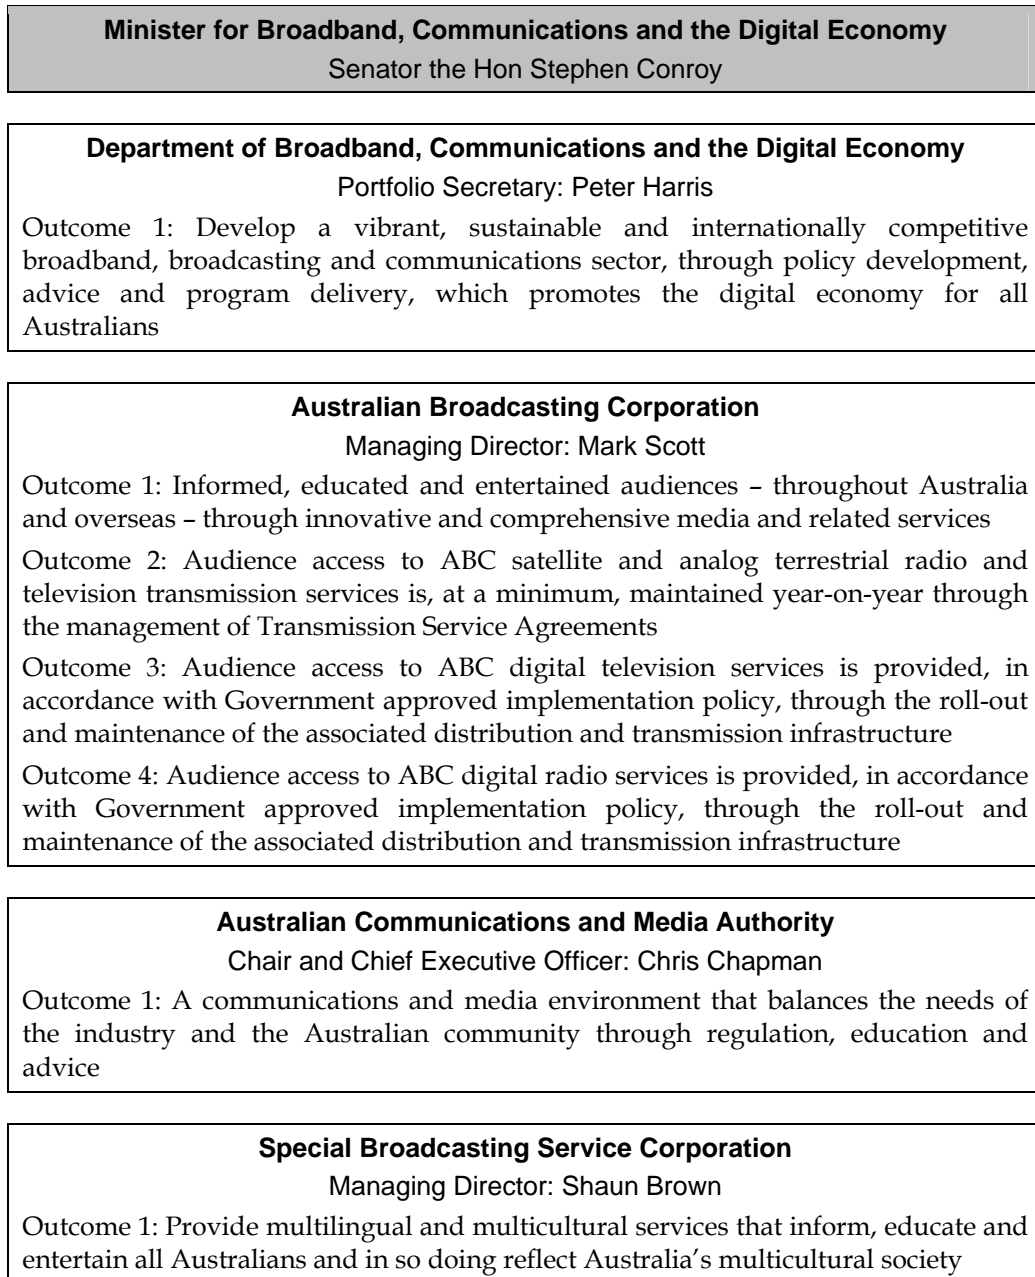 Minister for Broadband, Communications and the Digital Economy
Senator the Hon Stephen Conroy
Department of Broadband, Communications and the Digital Economy
Portfolio Secretary: Peter Harris
Outcome 1: Develop a vibrant, sustainable and internationally competitive
broadband, broadcasting and communications sector, through policy development,
advice and program delivery, which promotes the digital economy for all
Australians
Australian Broadcasting Corporation
Managing Director: Mark Scott
Outcome 1: Informed, educated and entertained audiences – throughout Australia
and overseas – through innovative and comprehensive media and related services
Outcome 2: Audience access to ABC satellite and analog terrestrial radio and
television transmission services is, at a minimum, maintained year-on-year through
the management of Transmission Service Agreements
Outcome 3: Audience access to ABC digital television services is provided, in
accordance with Government approved implementation policy, through the roll-out
and maintenance of the associated distribution and transmission infrastructure
Outcome 4: Audience access to ABC digital radio services is provided, in accordance
with Government approved implementation policy, through the roll-out and
maintenance of the associated distribution and transmission infrastructure
Australian Communications and Media Authority
Chair and Chief Executive Officer: Chris Chapman
Outcome 1: A communications and media environment that balances the needs of
the industry and the Australian community through regulation, education and
advice
Special Broadcasting Service Corporation
Managing Director: Shaun Brown
Outcome 1: Provide multilingual and multicultural services that inform, educate and
entertain all Australians and in so doing reflect Australia’s multicultural society